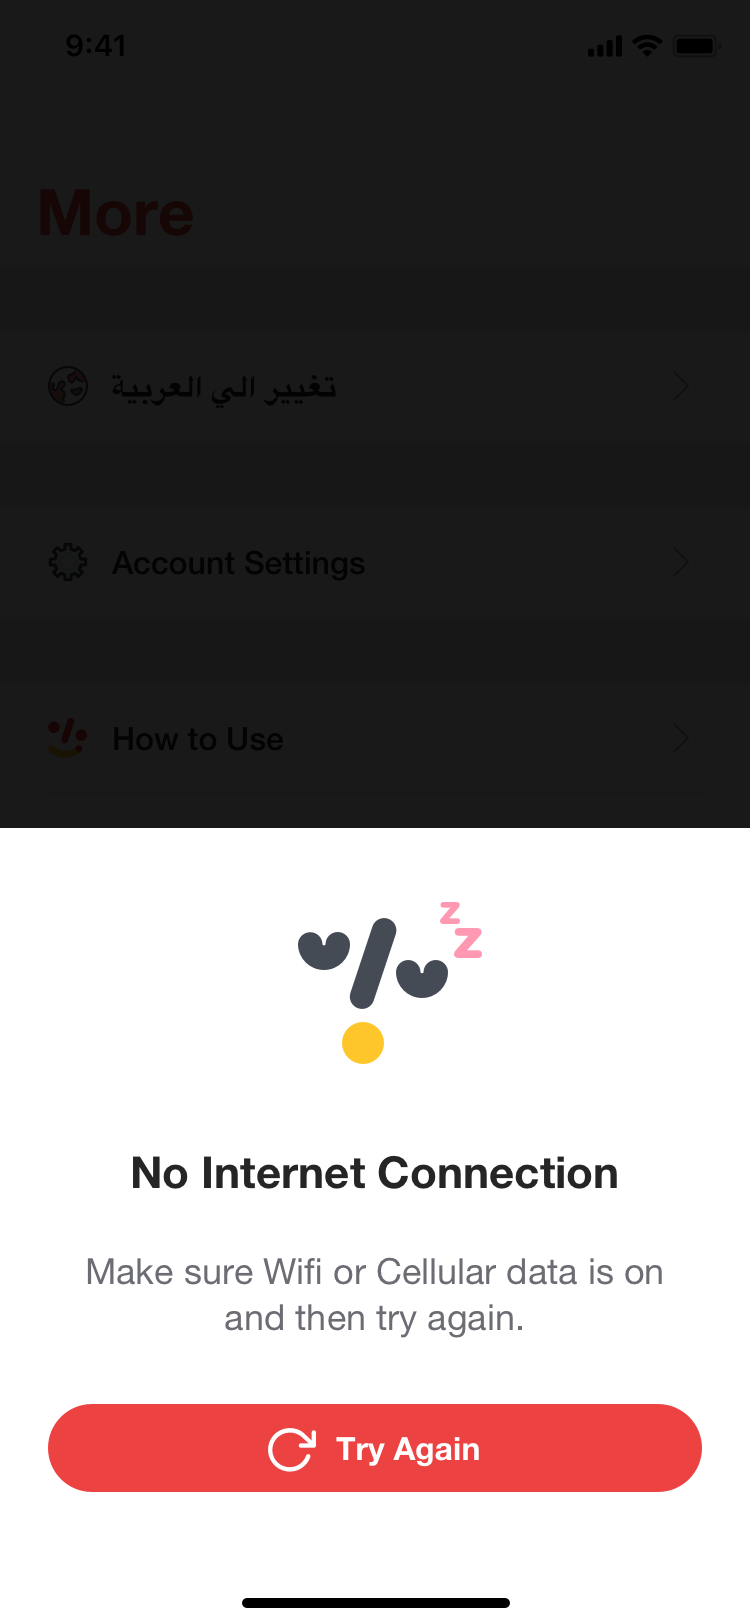 9:41
More
تغيير الي العربية
Account Settings
How to Use
z
z
No Internet Connection
Make sure Wifi or Cellular data is on
and then try again.
Try Again